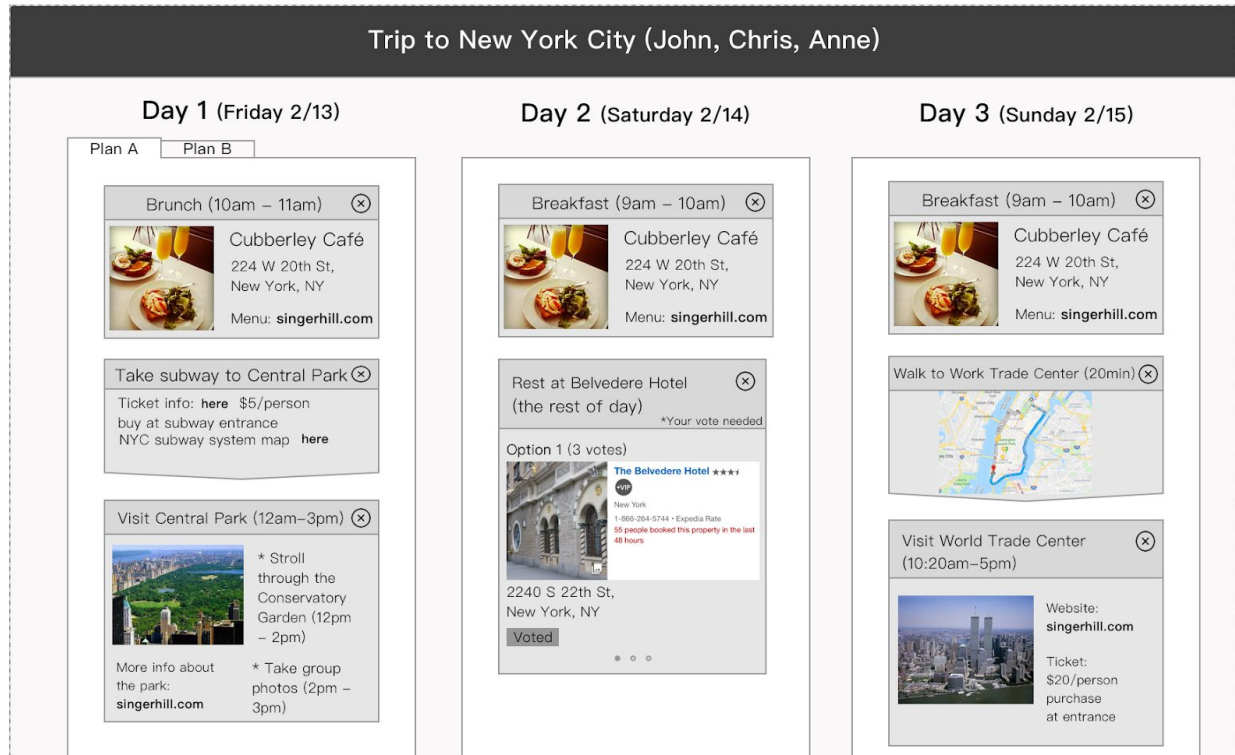 Trip to New York City (John, Chris, Anne)
Day 1 (Friday 2/13)
Plan A
Plan B
Brunch (10am – 11am)
Cubberley Café
224 W 20th St,
New York, NY
Menu: singerhill.com
Take subway to Central Park
Ticket info: here $5/person
buy at subway entrance
NYC subway system map here
Visit Central Park (12am–3pm)
* Stroll
through the
Conservatory
Garden (12pm
– 2pm)
More info about
the park:
singerhill.com
* Take group
photos (2pm –
3pm)
Day 2 (Saturday 2/14)
Breakfast (9am – 10am)
Cubberley Café
224 W 20th St,
New York, NY
Menu: singerhill.com
Rest at Belvedere Hotel
(the rest of day)
*Your vote needed
Option 1 (3 votes)
The Belvedere Hotel
+VIP
New York
1-866-264-5744 • Expedia Rate
55 people booked this property in the last
48 hours
2240 S 22th St,
New York, NY
Voted
Day 3 (Sunday 2/15)
Breakfast (9am – 10am)
Cubberley Café
224 W 20th St,
New York, NY
Menu: singerhill.com
Walk to Work Trade Center (20min)
Visit World Trade Center
(10:20am–5pm)
Website:
singerhill.com
Ticket:
$20/person
purchase
at entrance